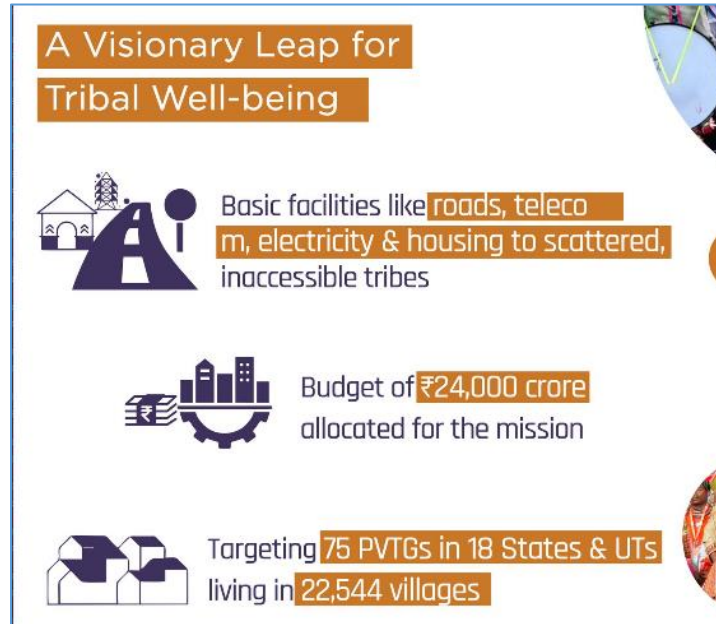 A Visionary Leap for
Tribal Well-being
Basic facilities like roads, teleco
m, electricity & housing to scattered,
inaccessible tribes
₹
Budget of ₹24,000 crore
allocated for the mission
Targeting 75 PVTGs in 18 States & UTs
living in 22,544 villages